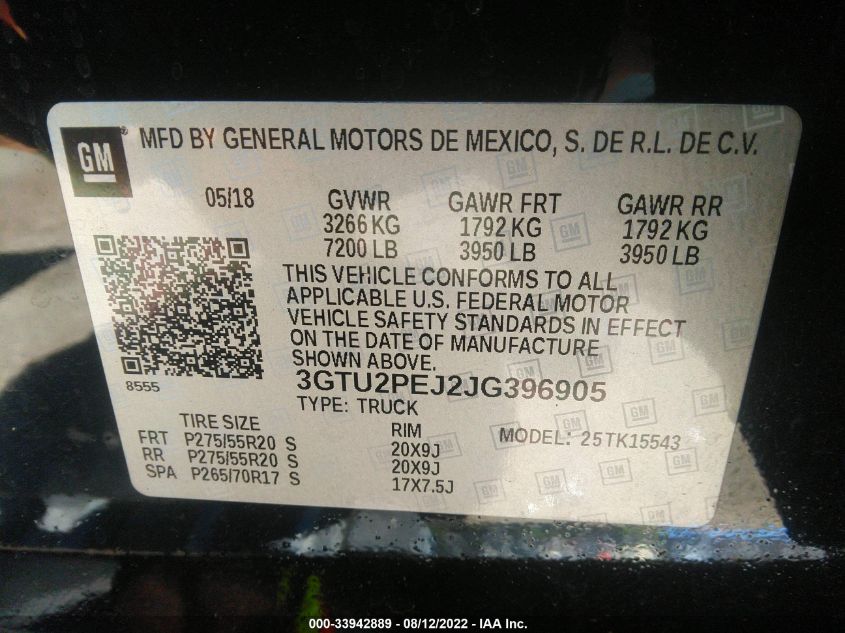 GM
®
MFD BY GENERAL MOTORS DE MEXICO, S. DE R.L. DE C.V.
05/18 GVWR GAWR FRT GAWR RR
3266 KG 1792 KG 1792 KG
7200 LB 3950 LB 3950 LB
THIS VEHICLE CONFORMS TO ALL
APPLICABLE U.S. FEDERAL MOTOR
VEHICLE SAFETY STANDARDS IN EFFECT
ON THE DATE OF MANUFACTURE
SHOWN ABOVE.
8555
3GTU2PEJ2JG396905
TYPE: TRUCK
TIRE SIZE RIM MODEL: 25TK15543
FRT P275/55R20 S 20X9J
RR P275/55R20 S 20X9J
SPA P265/70R17 S 17X7.5J
000-33942889 - 08/12/2022 - IAA Inc.